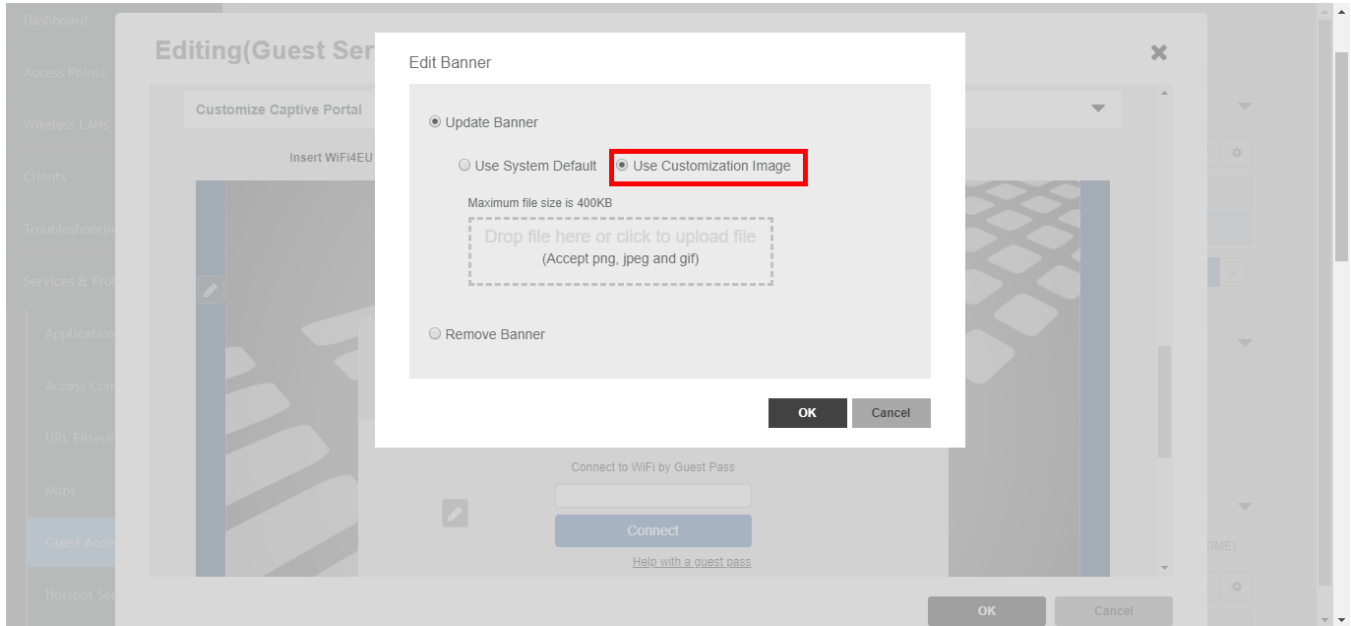 Dashboard
Editing(Guest Ser
Edit Banner
Access Points
Customize Captive Portal
Update Banner
Wireless LANs
Insert WiFi4EU
Use System Default
Use Customization Image
Clients
Maximum file size is 400KB
Troubleshootin
Drop file here or click to upload file
(Accept png, jpeg and gif)
Services & Prot
Application
Remove Banner
Access Con
OK
Cancel
URL Filterin
Connect to WiFi by Guest Pass
Maps
Connect
Guest Acce
TIME)
Help with a guest pass
Hotspot Ser
OK
Cancel